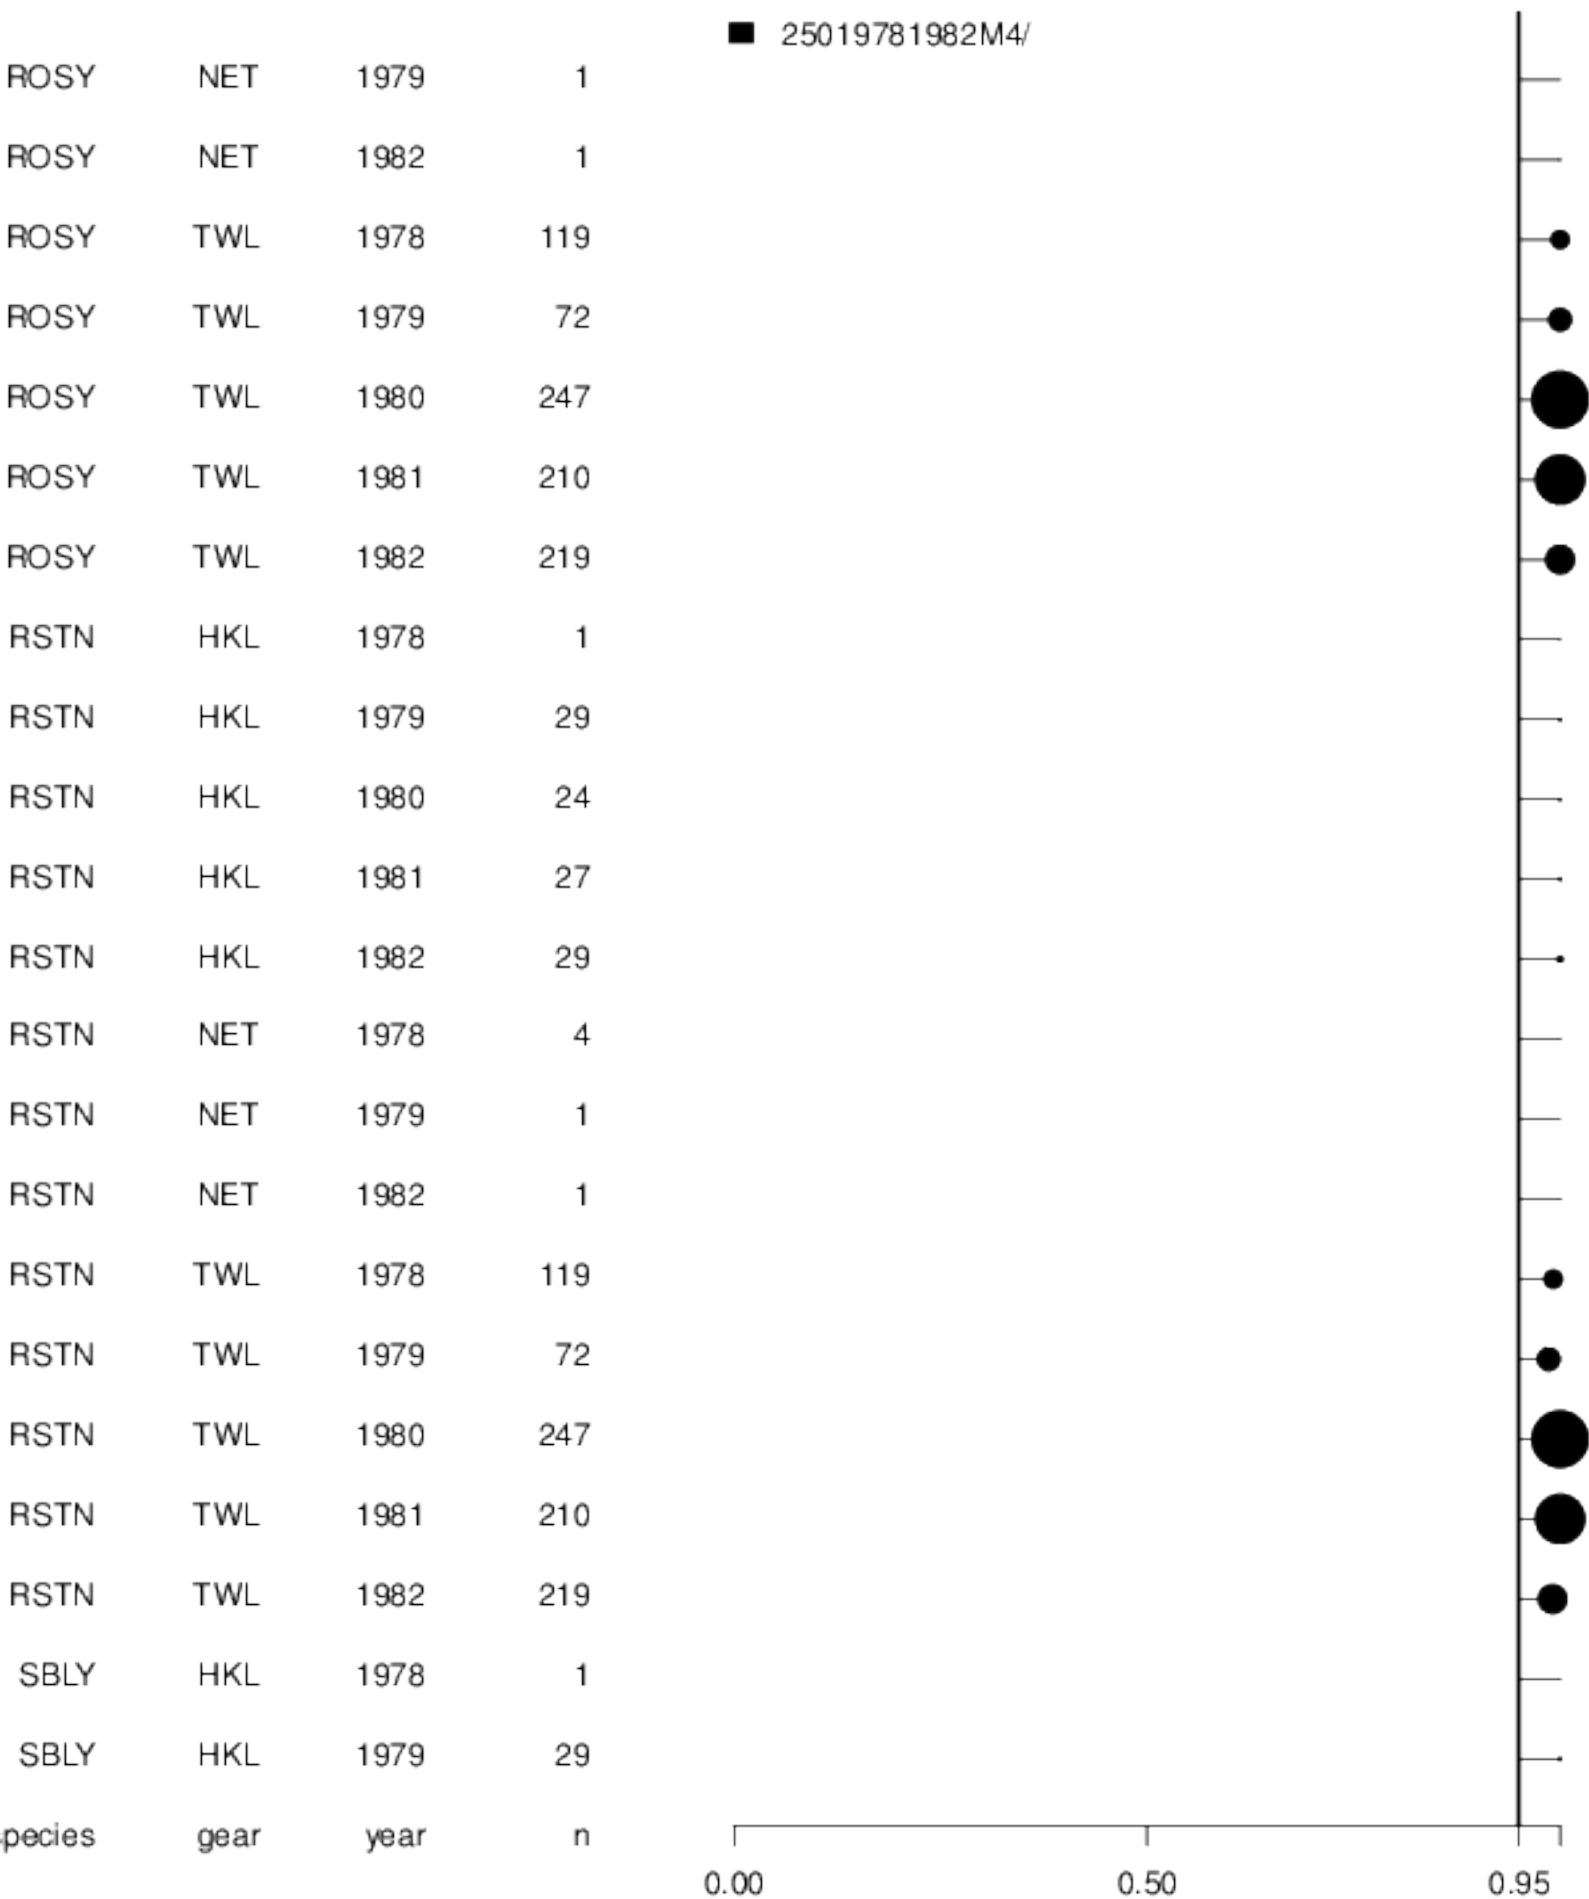 25019781982M4/
ROSY NET 1979 1
ROSY NET 1982 1
ROSY TWL 1978 119
ROSY TWL 1979 72
ROSY TWL 1980 247
ROSY TWL 1981 210
ROSY TWL 1982 219
RSTN HKL 1978 1
RSTN HKL 1979 29
RSTN HKL 1980 24
RSTN HKL 1981 27
RSTN HKL 1982 29
RSTN NET 1978 4
RSTN NET 1979 1
RSTN NET 1982 1
RSTN TWL 1978 119
RSTN TWL 1979 72
RSTN TWL 1980 247
RSTN TWL 1981 210
RSTN TWL 1982 219
SBLY HKL 1978 1
SBLY HKL 1979 29
pecies gear year n
0.00 0.50 0.95